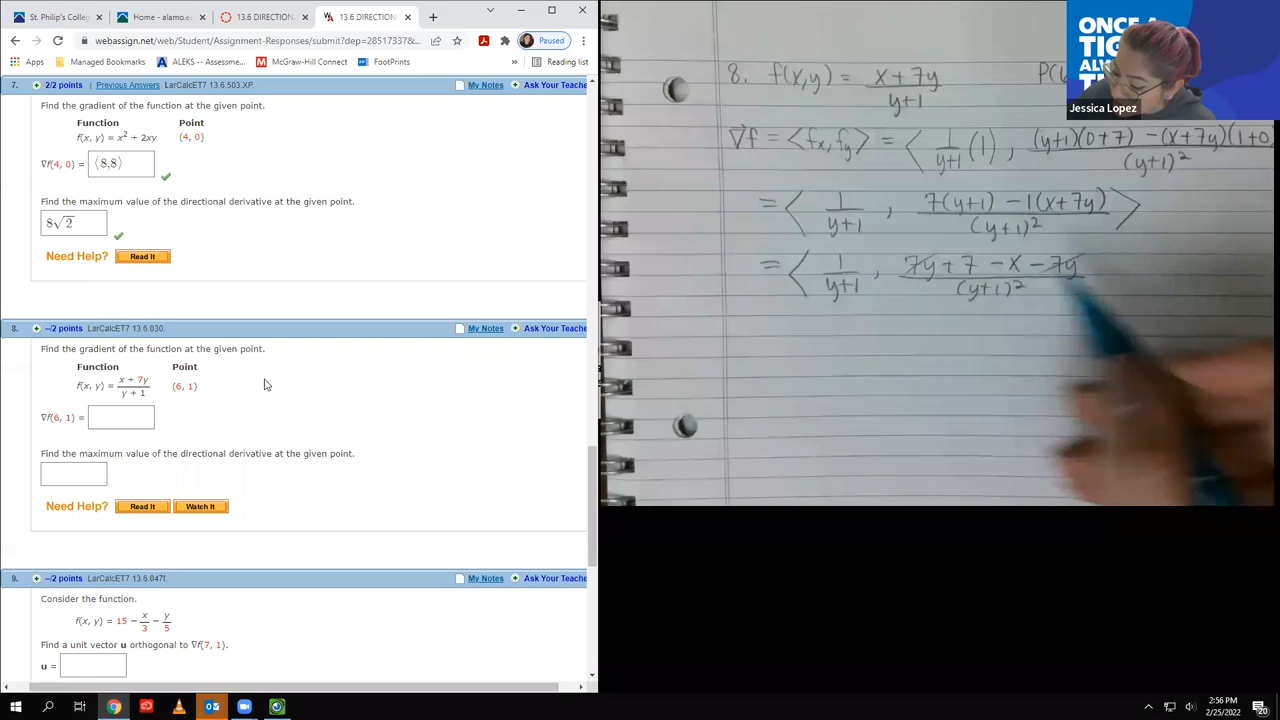 St. Philip's Colleg
Home - alamo.ec
13.6 DIRECTION
13.6 DIRECTION
webassign.net/web/Student/Assignment-Responses/submit?dep=28517337&...
Paused
Apps
Managed Bookmarks
ALEKS -- Assessme...
McGraw-Hill Connect
FootPrints
»
Reading list
7. 2/2 points Previous Answers LarCalcET7 13.6.503.XP. My Notes Ask Your Teache
Find the gradient of the function at the given point.
Function Point
f(x, y) = x² + 2xy (4, 0)
∇f(4, 0) = ⟨8,8⟩
Find the maximum value of the directional derivative at the given point.
8√2
Need Help? Read It
8. –/2 points LarCalcET7 13.6.030. My Notes Ask Your Teache
Find the gradient of the function at the given point.
Function Point
f(x, y) = (x + 7y)/(y + 1) (6, 1)
∇f(6, 1) =
Find the maximum value of the directional derivative at the given point.
Need Help? Read It Watch It
9. –/2 points LarCalcET7 13.6.047f. My Notes Ask Your Teache
Consider the function.
f(x, y) = 15 − x/3 − y/5
Find a unit vector u orthogonal to ∇f(7, 1).
u =
8. f(x,y) = (x+7y)/(y+1) P(6
∇f = <fx, fy> = < 1/(y+1) (1), ((y+1)(0+7) − (x+7y)(1+0)/(y+1)²
= < 1/(y+1), (7(y+1) − 1(x+7y))/(y+1)² >
= < 1/(y+1), (7y + 7 − x − 7y)/(y+1)²
ONCE A
TIG
ALWA
A T
Jessica Lopez
2:56 PM
2/25/2022
20